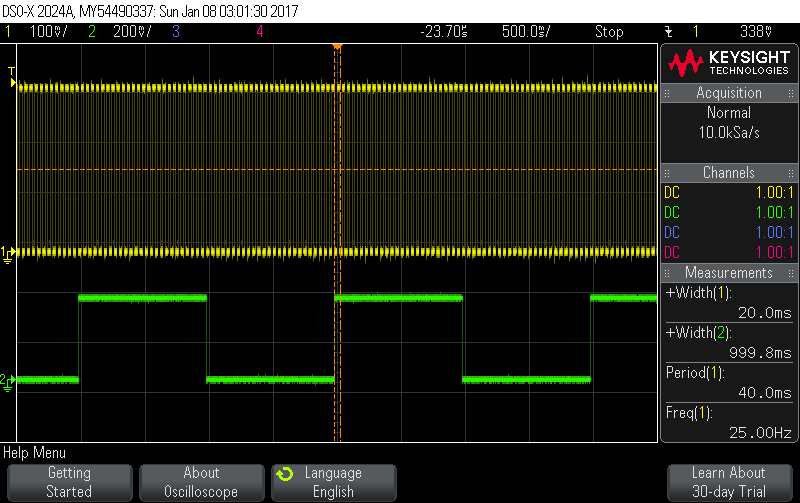 DSO-X 2024A, MY54490337: Sun Jan 08 03:01:30 2017
1 100V/ 2 200V/ 3 4 -23.70s 500.0s/ Stop 1 338V
T
1
2
KEYSIGHT
TECHNOLOGIES
Acquisition
Normal
10.0kSa/s
Channels
DC 1.00:1
DC 1.00:1
DC 1.00:1
DC 1.00:1
Measurements
+Width(1):
20.0ms
+Width(2):
999.8ms
Period(1):
40.0ms
Freq(1):
25.00Hz
Help Menu
Getting
Started
About
Oscilloscope
Language
English
Learn About
30-day Trial